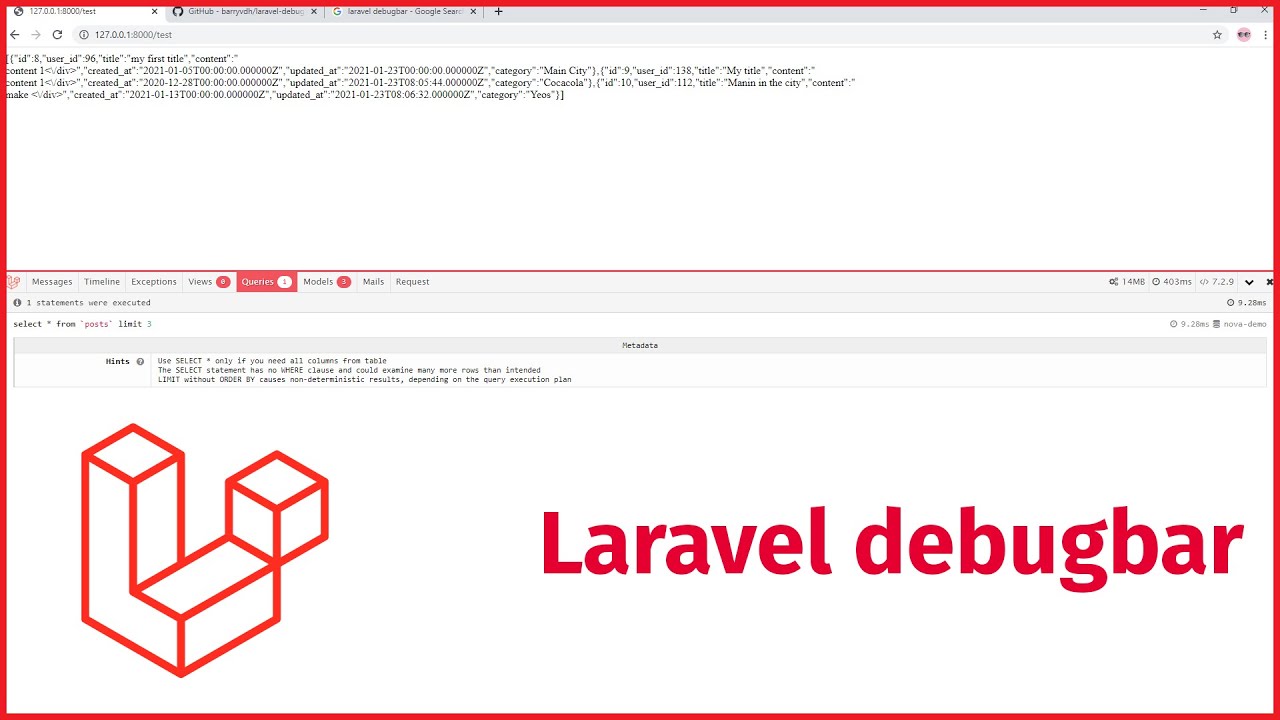 127.0.0.1:8000/test
GitHub - barryvdh/laravel-debug
laravel debugbar - Google Searc
127.0.0.1:8000/test
[{"id":8,"user_id":96,"title":"my first title","content":"
content 1<\/div>","created_at":"2021-01-05T00:00:00.000000Z","updated_at":"2021-01-23T00:00:00.000000Z","category":"Main City"},{"id":9,"user_id":138,"title":"My title","content":"
content 1<\/div>","created_at":"2020-12-28T00:00:00.000000Z","updated_at":"2021-01-23T08:05:44.000000Z","category":"Cocacola"},{"id":10,"user_id":112,"title":"Manin in the city","content":"
make <\/div>","created_at":"2021-01-13T00:00:00.000000Z","updated_at":"2021-01-23T08:06:32.000000Z","category":"Yeos"}]
Messages Timeline Exceptions Views 0 Queries 1 Models 3 Mails Request 14MB 403ms </> 7.2.9
1 statements were executed 9.28ms
select * from `posts` limit 3 9.28ms nova-demo
Metadata
Hints Use SELECT * only if you need all columns from table
The SELECT statement has no WHERE clause and could examine many more rows than intended
LIMIT without ORDER BY causes non-deterministic results, depending on the query execution plan
Laravel debugbar